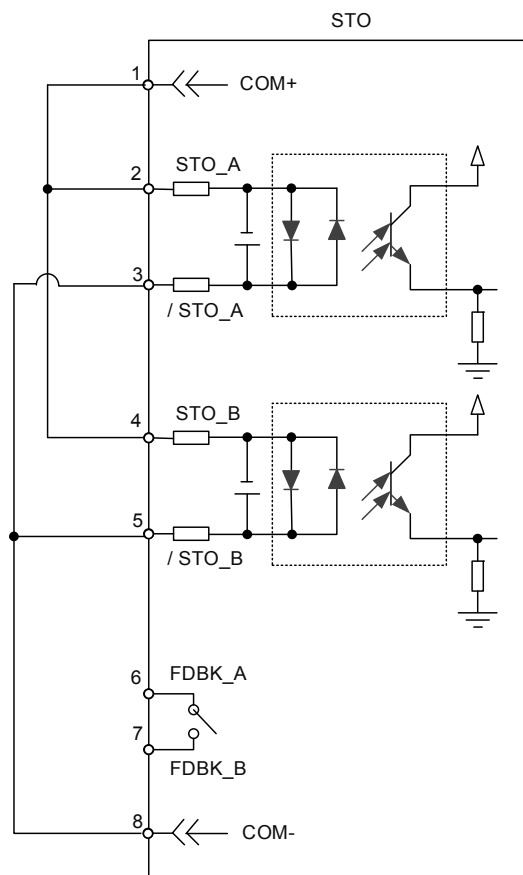 STO
1
COM+
2
STO_A
3
/ STO_A
4
STO_B
5
/ STO_B
6
FDBK_A
7
FDBK_B
8
COM-